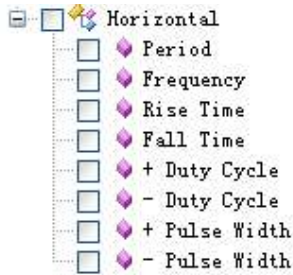 Horizontal
Period
Frequency
Rise Time
Fall Time
+ Duty Cycle
- Duty Cycle
+ Pulse Width
- Pulse Width